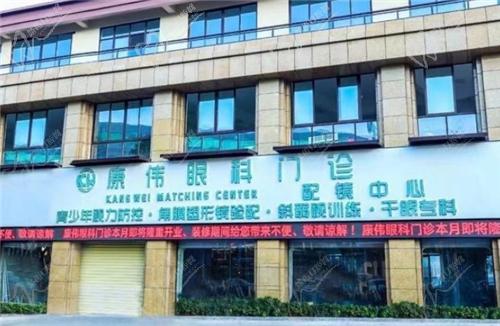 康伟眼科门诊
KANG WEI MATCHING CENTER
配镜中心
青少年视力防控·角膜塑形镜验配·斜弱视训练·干眼专科
不便、敬请谅解！ 康伟眼科门诊本月即将隆重开业，装修期间给您带来不便、敬请谅解！ 康伟眼科门诊本月即将隆